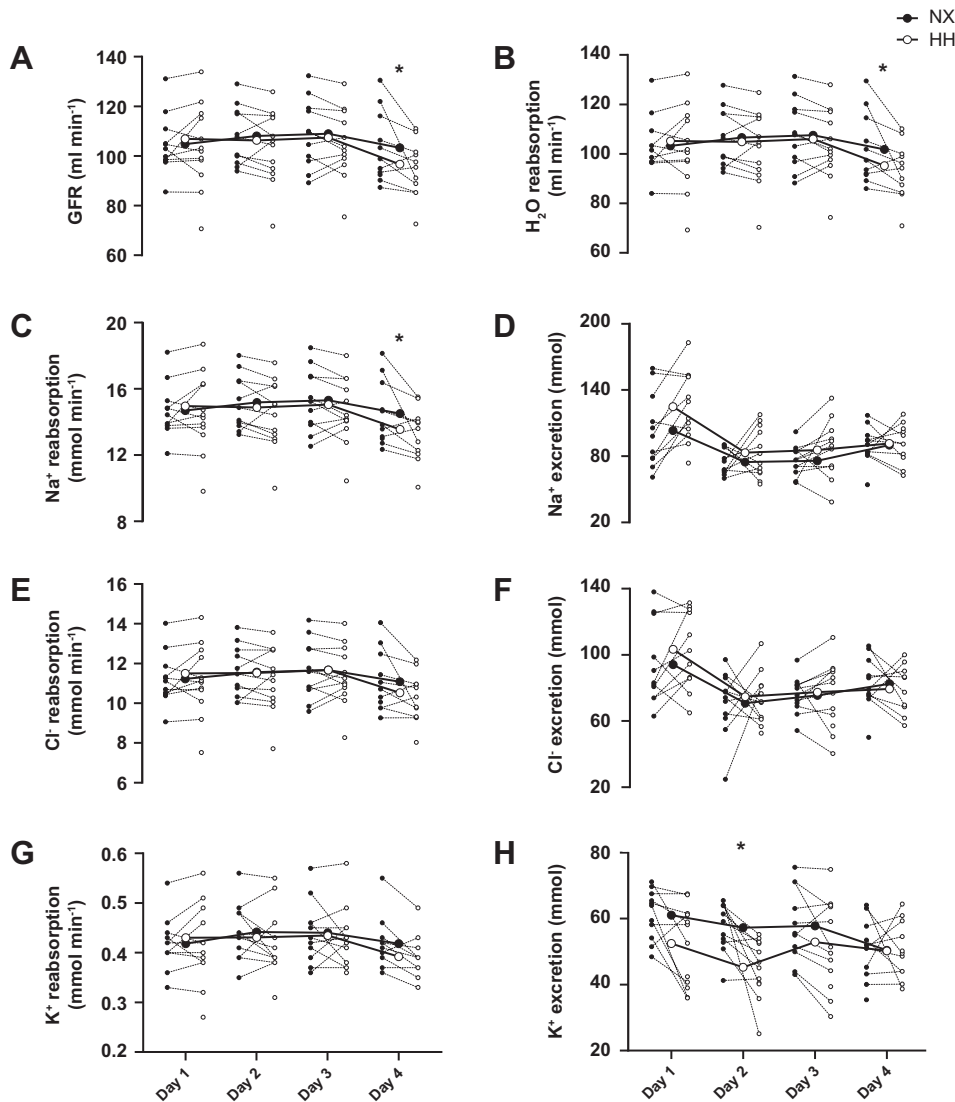 NX
HH
A
B
*
*
140
120
100
80
60
GFR (ml min⁻¹)
140
120
100
80
60
H₂O reabsorption
(ml min⁻¹)
C
D
*
20
16
12
8
Na⁺ reabsorption
(mmol min⁻¹)
200
140
80
20
Na⁺ excretion (mmol)
E
F
16
14
12
10
8
6
Cl⁻ reabsorption
(mmol min⁻¹)
140
100
60
20
Cl⁻ excretion (mmol)
G
H
*
0.6
0.5
0.4
0.3
0.2
K⁺ reabsorption
(mmol min⁻¹)
80
60
40
20
K⁺ excretion (mmol)
Day 1 Day 2 Day 3 Day 4
Day 1 Day 2 Day 3 Day 4